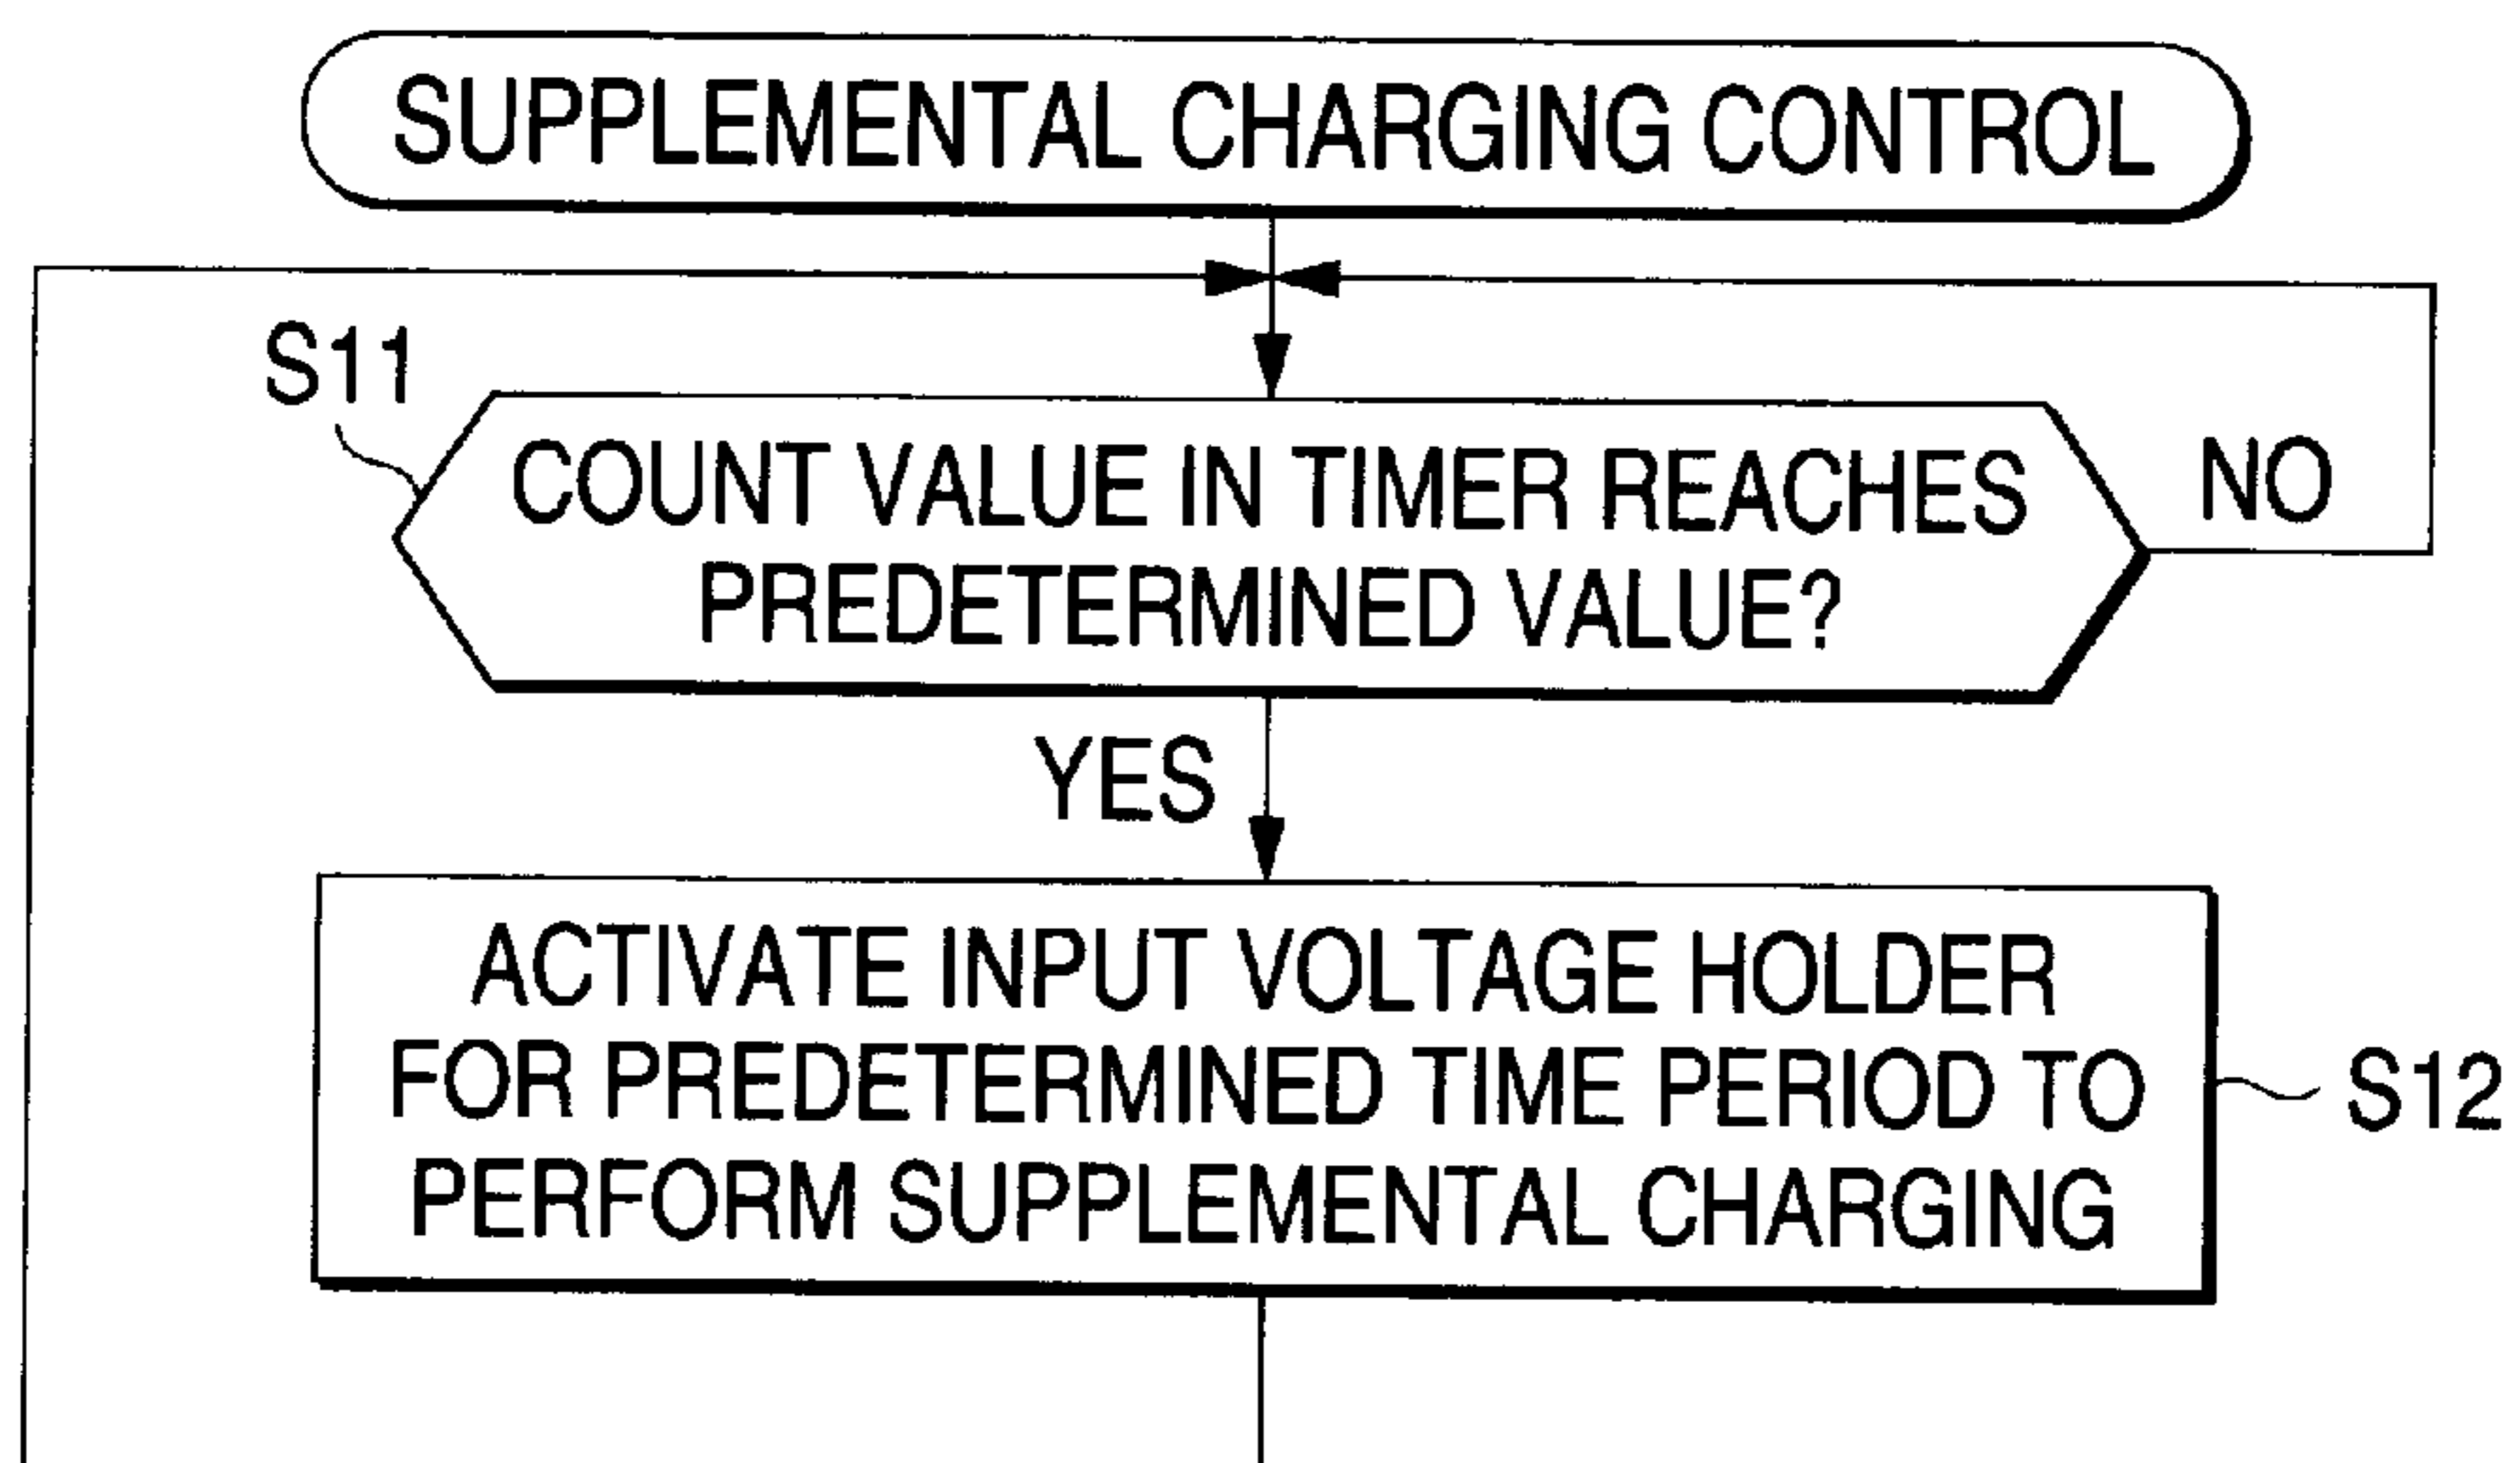 SUPPLEMENTAL CHARGING CONTROL
S11
COUNT VALUE IN TIMER REACHES
PREDETERMINED VALUE?
NO
YES
ACTIVATE INPUT VOLTAGE HOLDER
FOR PREDETERMINED TIME PERIOD TO
PERFORM SUPPLEMENTAL CHARGING
S12